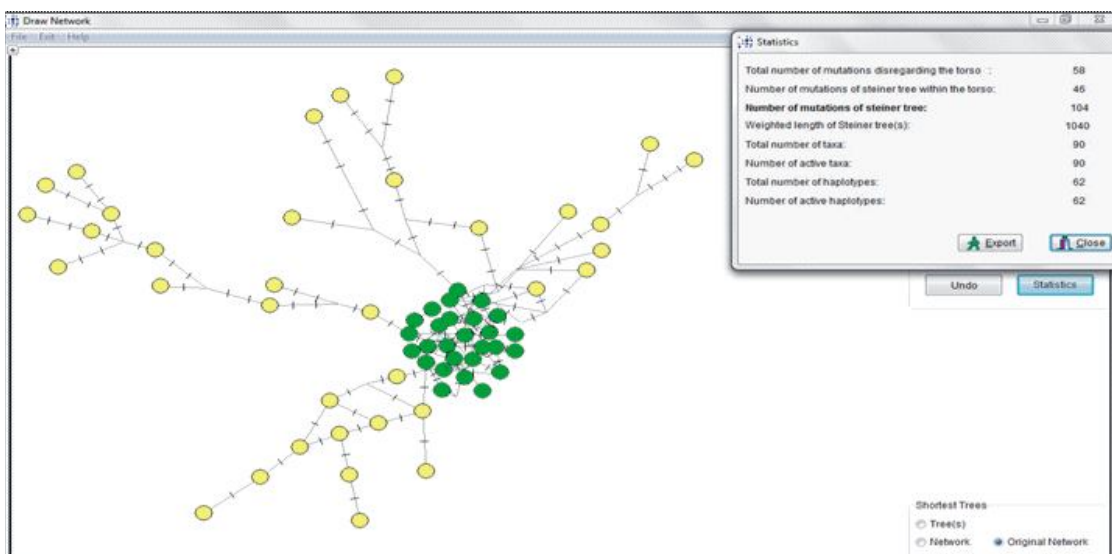 Draw Network
File Exit Help
Statistics
Total number of mutations disregarding the torso : 58
Number of mutations of steiner tree within the torso: 46
Number of mutations of steiner tree: 104
Weighted length of Steiner tree(s): 1040
Total number of taxa: 90
Number of active taxa: 90
Total number of haplotypes: 62
Number of active haplotypes: 62
Export Close
Undo Statistics
Shortest Trees
Tree(s)
Network Original Network